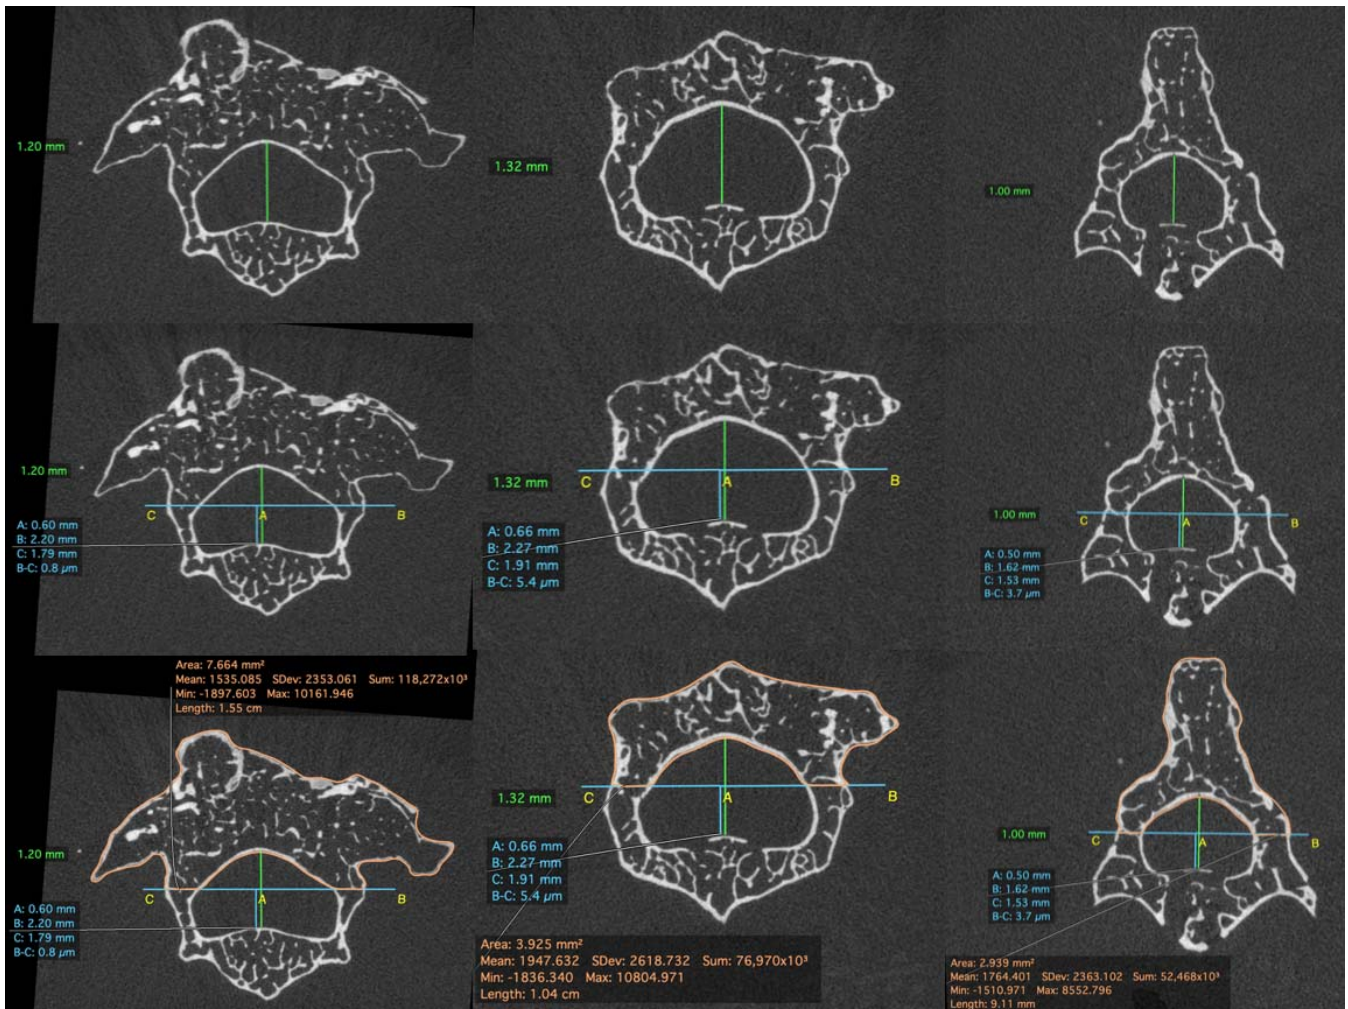 1.20 mm
1.32 mm
1.00 mm
1.20 mm
C A B
A: 0.60 mm
B: 2.20 mm
C: 1.79 mm
B-C: 0.8 µm
1.32 mm
C A B
A: 0.66 mm
B: 2.27 mm
C: 1.91 mm
B-C: 5.4 µm
1.00 mm
C A B
A: 0.50 mm
B: 1.62 mm
C: 1.53 mm
B-C: 3.7 µm
Area: 7.664 mm²
Mean: 1535.085 SDev: 2353.061 Sum: 118,272x10³
Min: -1897.603 Max: 10161.946
Length: 1.55 cm
1.20 mm
C A B
A: 0.60 mm
B: 2.20 mm
C: 1.79 mm
B-C: 0.8 µm
1.32 mm
C A B
A: 0.66 mm
B: 2.27 mm
C: 1.91 mm
B-C: 5.4 µm
Area: 3.925 mm²
Mean: 1947.632 SDev: 2618.732 Sum: 76,970x10³
Min: -1836.340 Max: 10804.971
Length: 1.04 cm
1.00 mm
C A B
A: 0.50 mm
B: 1.62 mm
C: 1.53 mm
B-C: 3.7 µm
Area: 2.939 mm²
Mean: 1764.401 SDev: 2363.102 Sum: 52,468x10³
Min: -1510.971 Max: 8552.796
Length: 9.11 mm